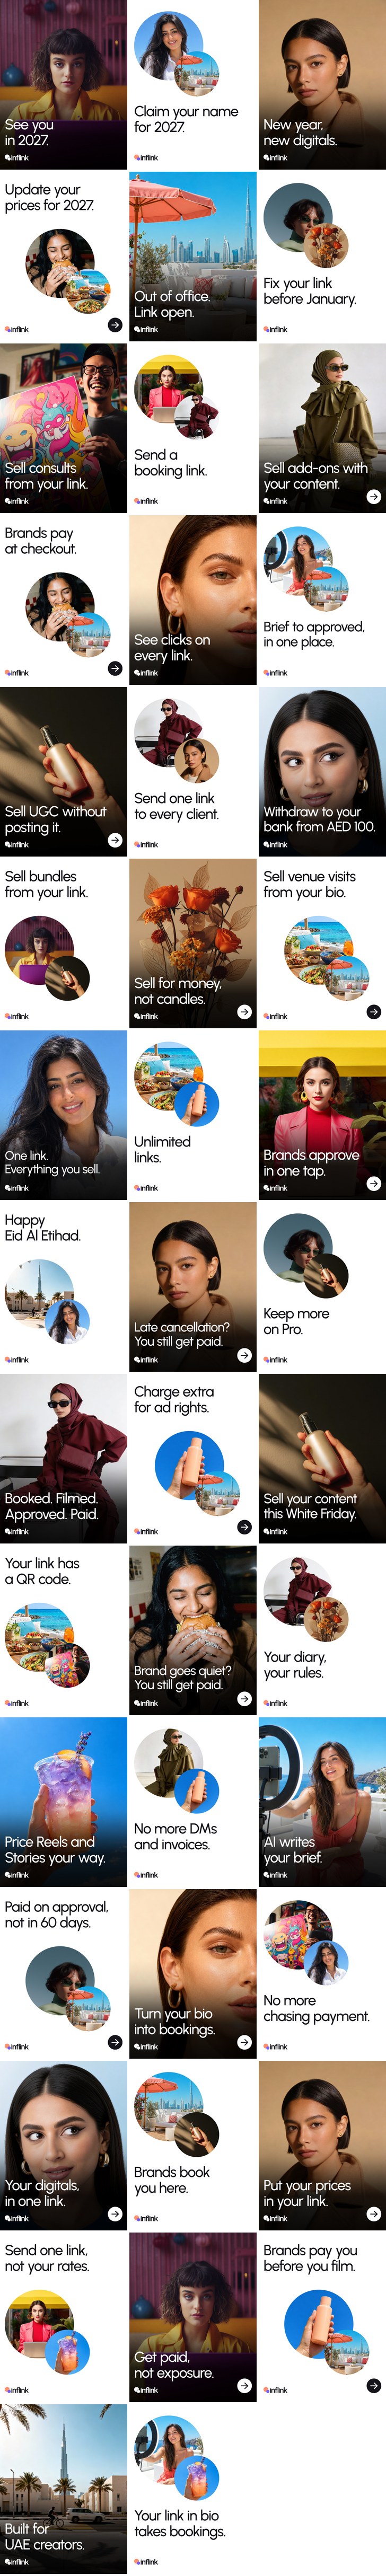 See you
in 2027.
inflink
Claim your name
for 2027.
inflink
New year,
new digitals.
inflink
Update your
prices for 2027.
inflink
Out of office.
Link open.
inflink
Fix your link
before January.
inflink
Sell consults
from your link.
inflink
Send a
booking link.
inflink
Sell add-ons with
your content.
inflink
Brands pay
at checkout.
inflink
See clicks on
every link.
inflink
Brief to approved,
in one place.
inflink
Sell UGC without
posting it.
inflink
Send one link
to every client.
inflink
Withdraw to your
bank from AED 100.
inflink
Sell bundles
from your link.
inflink
Sell for money,
not candles.
inflink
Sell venue visits
from your bio.
inflink
One link.
Everything you sell.
inflink
Unlimited
links.
inflink
Brands approve
in one tap.
inflink
Happy
Eid Al Etihad.
inflink
Late cancellation?
You still get paid.
inflink
Keep more
on Pro.
inflink
Booked. Filmed.
Approved. Paid.
inflink
Charge extra
for ad rights.
inflink
Sell your content
this White Friday.
inflink
Your link has
a QR code.
inflink
Brand goes quiet?
You still get paid.
inflink
Your diary,
your rules.
inflink
Price Reels and
Stories your way.
inflink
No more DMs
and invoices.
inflink
AI writes
your brief.
inflink
Paid on approval,
not in 60 days.
inflink
Turn your bio
into bookings.
inflink
No more
chasing payment.
inflink
Your digitals,
in one link.
inflink
Brands book
you here.
inflink
Put your prices
in your link.
inflink
Send one link,
not your rates.
inflink
Get paid,
not exposure.
inflink
Brands pay you
before you film.
inflink
Built for
UAE creators.
inflink
Your link in bio
takes bookings.
inflink